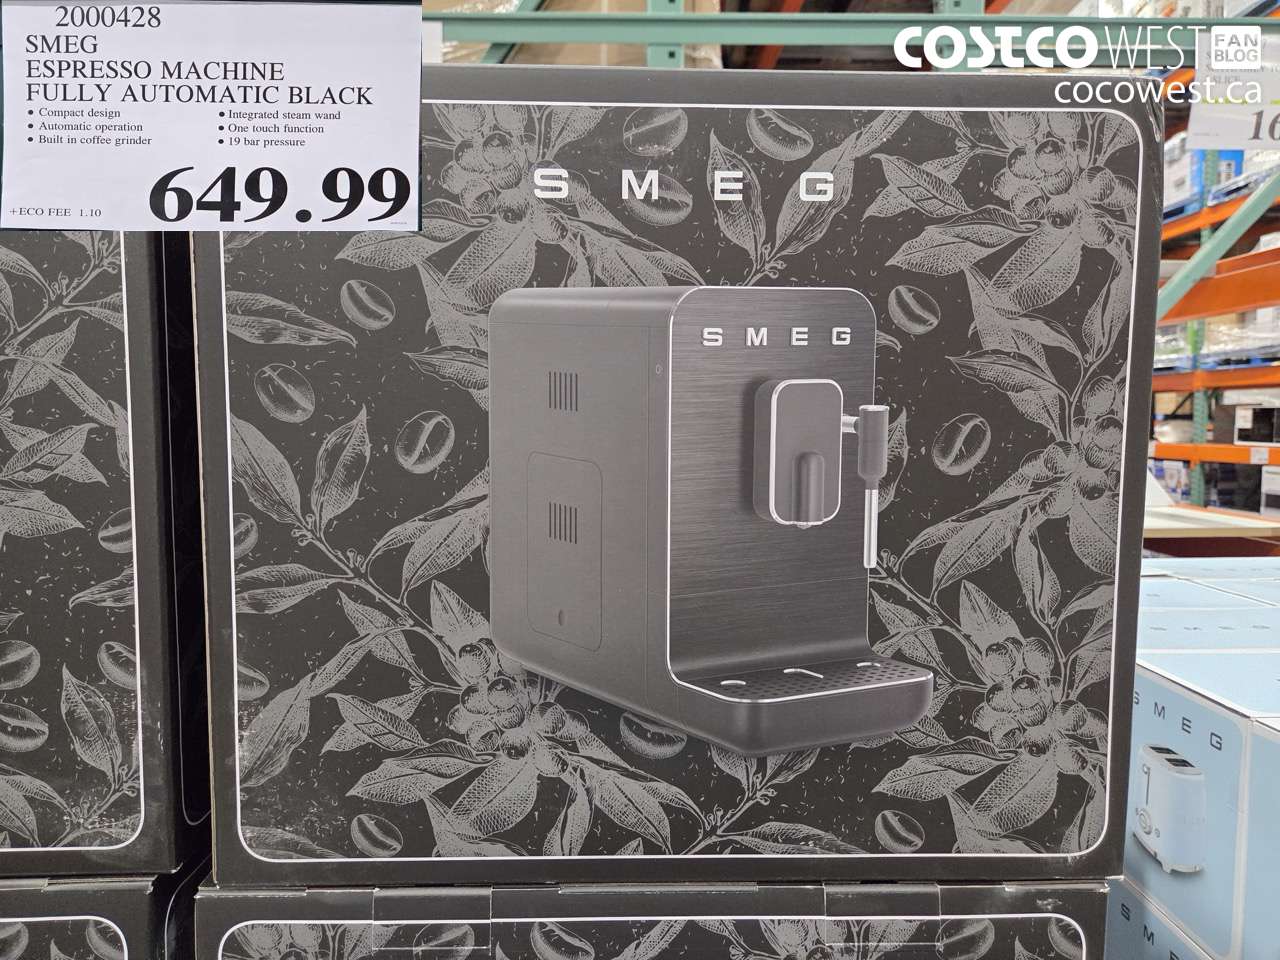 2000428
SMEG
ESPRESSO MACHINE
FULLY AUTOMATIC BLACK
• Compact design
• Automatic operation
• Built in coffee grinder
• Integrated steam wand
• One touch function
• 19 bar pressure
+ECO FEE 1.10
649.99
COSTCO WEST FAN BLOG
cocowest.ca
SMEG
SMEG
SMEG